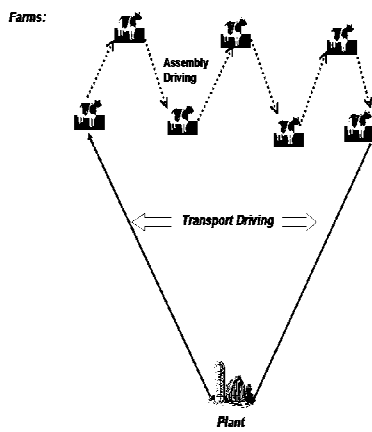 Farms:
Assembly
Driving
Transport Driving
Plant